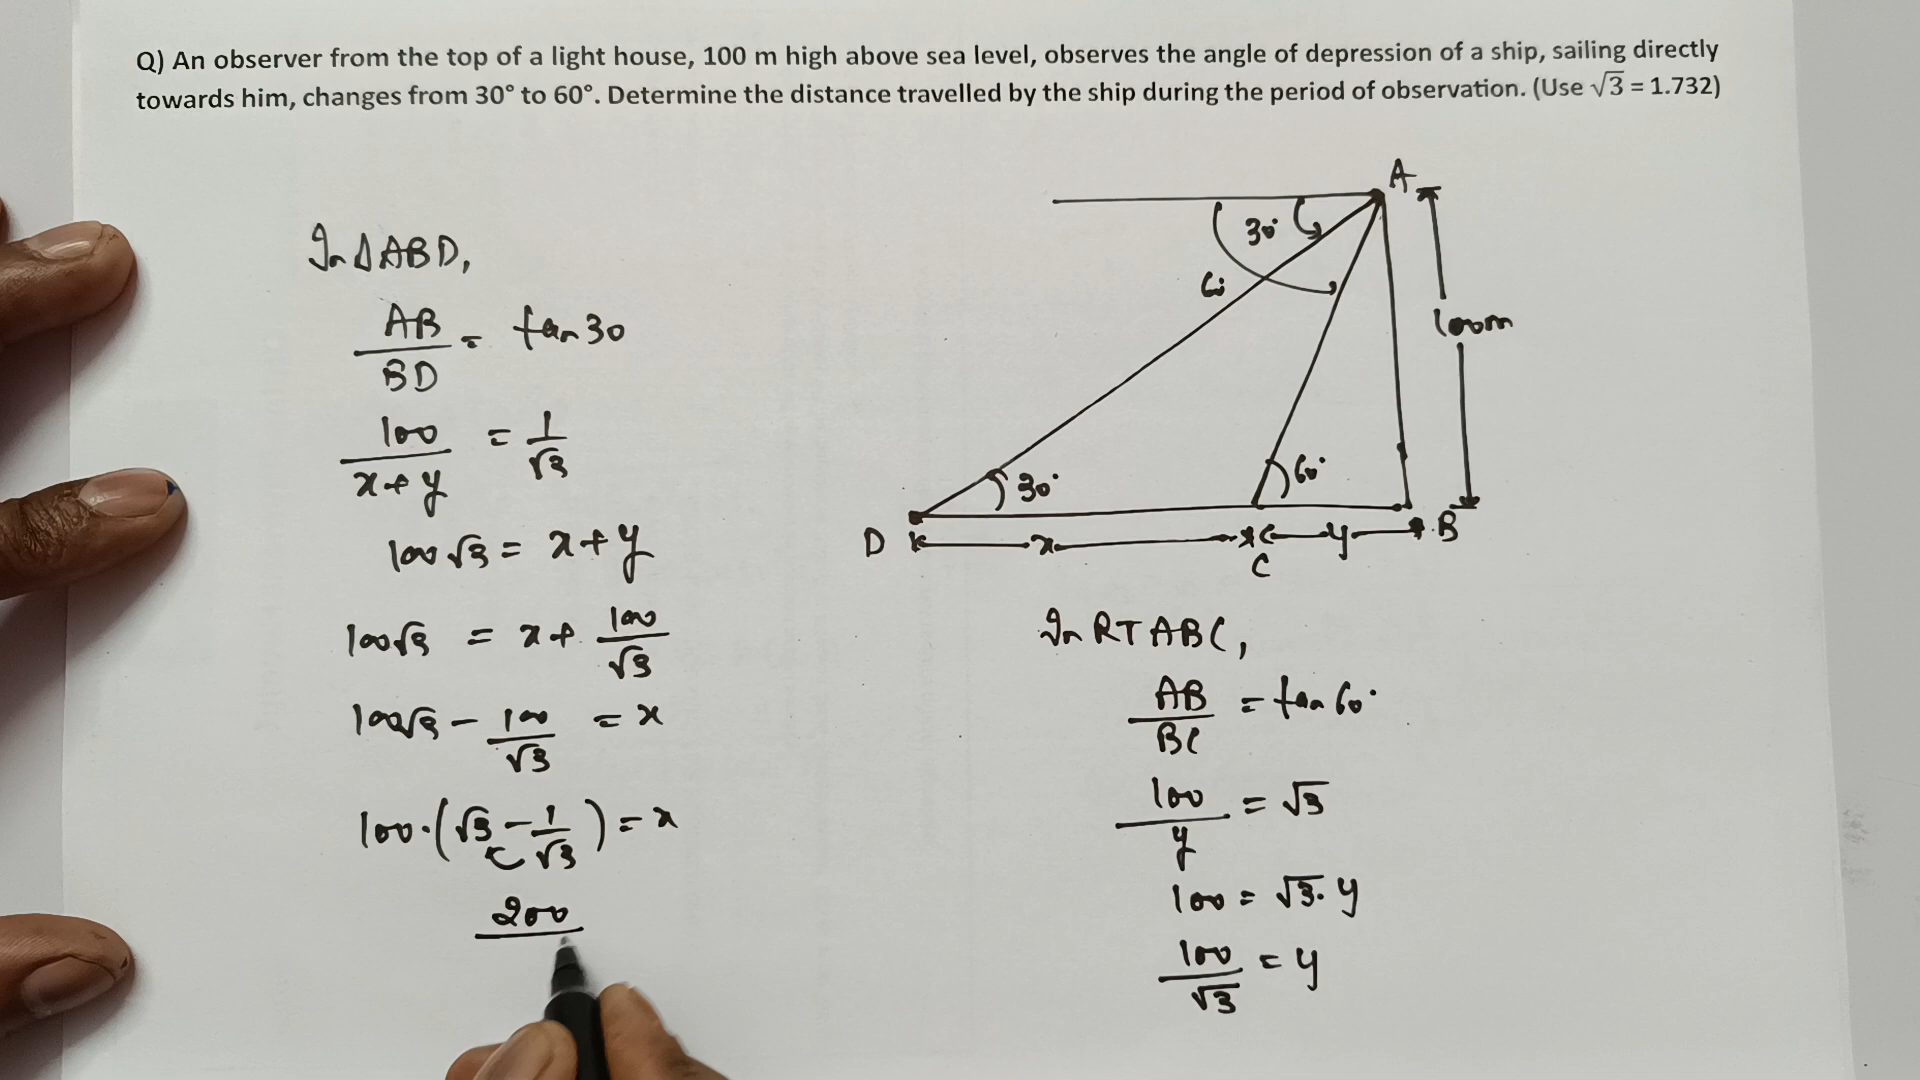 Q) An observer from the top of a light house, 100 m high above sea level, observes the angle of depression of a ship, sailing directly
towards him, changes from 30° to 60°. Determine the distance travelled by the ship during the period of observation. (Use √3 = 1.732)
In ΔABD,
AB/BD = tan 30
100/x+y = 1/√3
100√3 = x+y
100√3 = x + 100/√3
100√3 - 100/√3 = x
100·(√3 - 1/√3) = x
200
A
30°
60
100m
30°
60°
D
x
C
y
B
In RT ABC,
AB/BC = tan 60°
100/y = √3
100 = √3. y
100/√3 = y